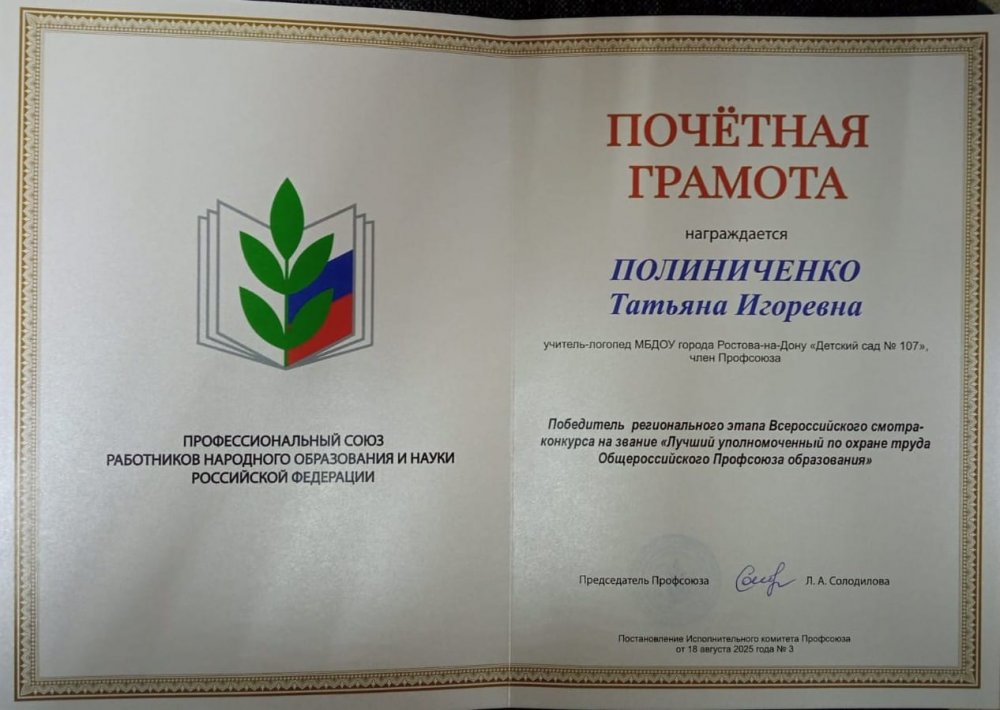 ПРОФЕССИОНАЛЬНЫЙ СОЮЗ
РАБОТНИКОВ НАРОДНОГО ОБРАЗОВАНИЯ И НАУКИ
РОССИЙСКОЙ ФЕДЕРАЦИИ
ПОЧЁТНАЯ
ГРАМОТА
награждается
ПОЛИНИЧЕНКО
Татьяна Игоревна
учитель-логопед МБДОУ города Ростова-на-Дону «Детский сад № 107»,
член Профсоюза
Победитель регионального этапа Всероссийского смотра-
конкурса на звание «Лучший уполномоченный по охране труда
Общероссийского Профсоюза образования»
Председатель Профсоюза Л. А. Солодилова
Постановление Исполнительного комитета Профсоюза
от 18 августа 2025 года № 3